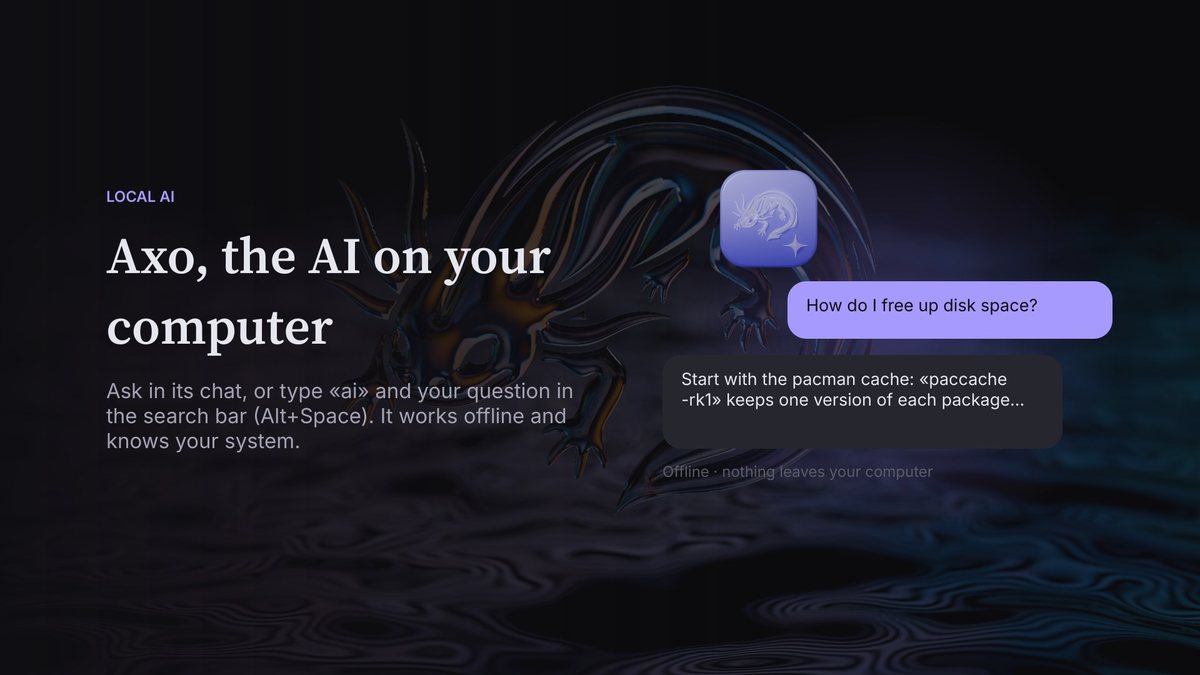 LOCAL AI
Axo, the AI on your
computer
Ask in its chat, or type «ai» and your question in
the search bar (Alt+Space). It works offline and
knows your system.
How do I free up disk space?
Start with the pacman cache: «paccache
-rk1» keeps one version of each package...
Offline · nothing leaves your computer